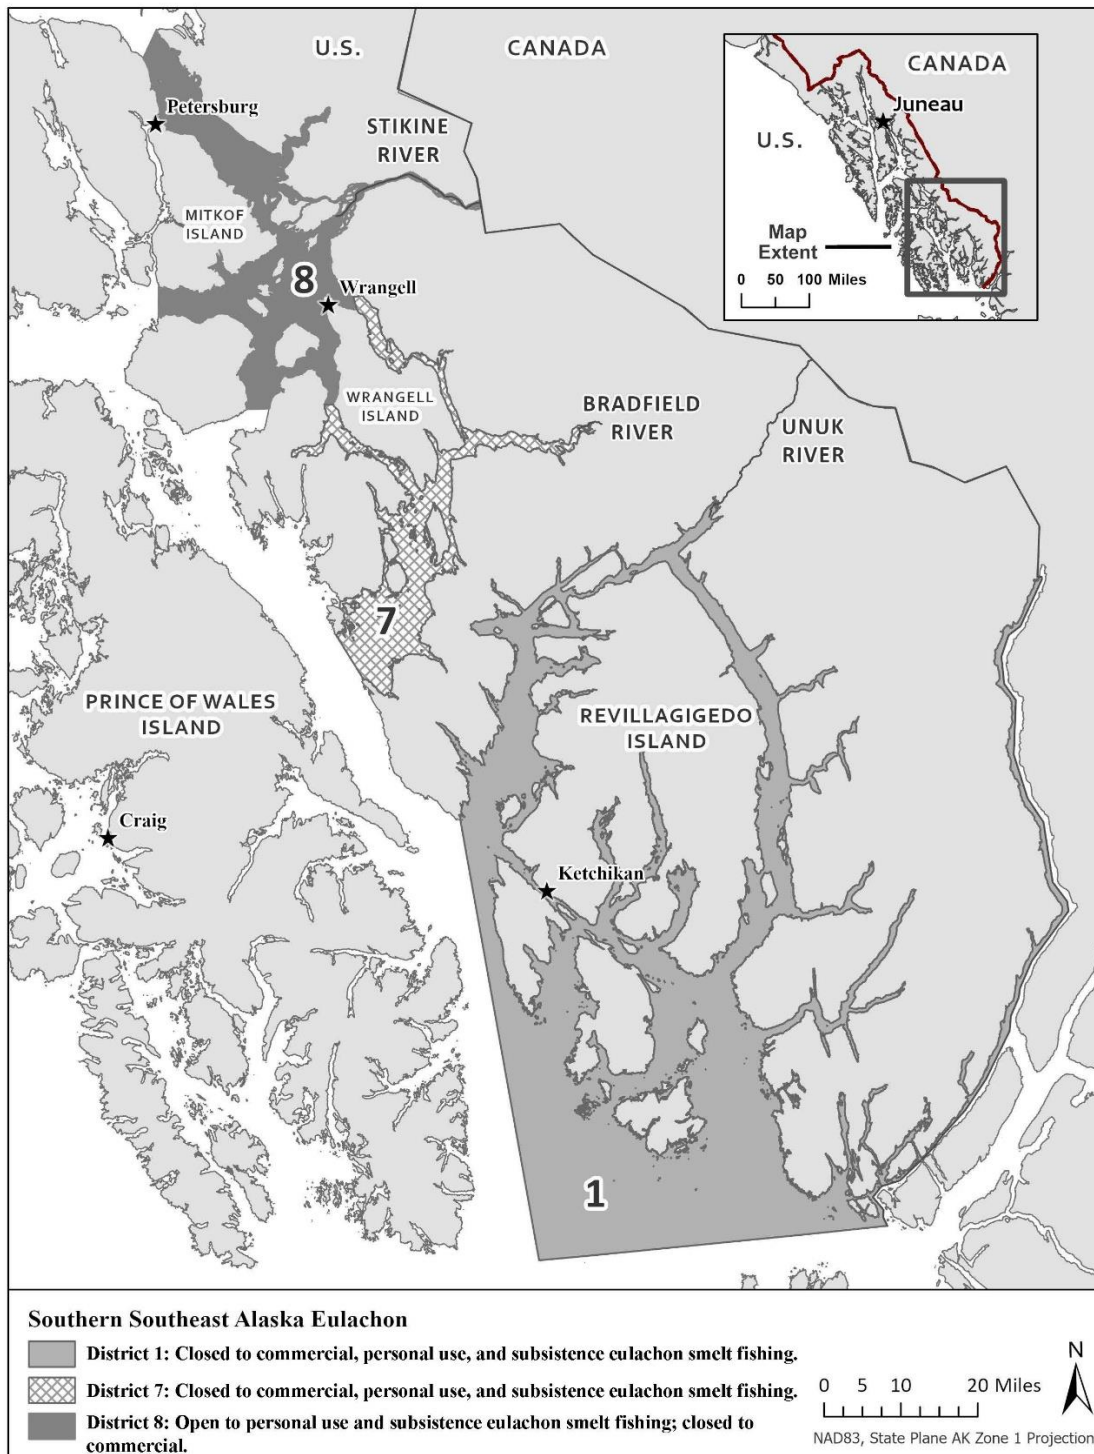 U.S.
CANADA
Petersburg
STIKINE
RIVER
MITKOF
ISLAND
8
Wrangell
WRANGELL
ISLAND
BRADFIELD
RIVER
UNUK
RIVER
7
PRINCE OF WALES
ISLAND
REVILLAGIGEDO
ISLAND
Craig
Ketchikan
1
CANADA
Juneau
U.S.
Map
Extent
0 50 100 Miles
Southern Southeast Alaska Eulachon
District 1: Closed to commercial, personal use, and subsistence eulachon smelt fishing.
District 7: Closed to commercial, personal use, and subsistence eulachon smelt fishing.
District 8: Open to personal use and subsistence eulachon smelt fishing; closed to
commercial.
N
0 5 10 20 Miles
NAD83, State Plane AK Zone 1 Projection